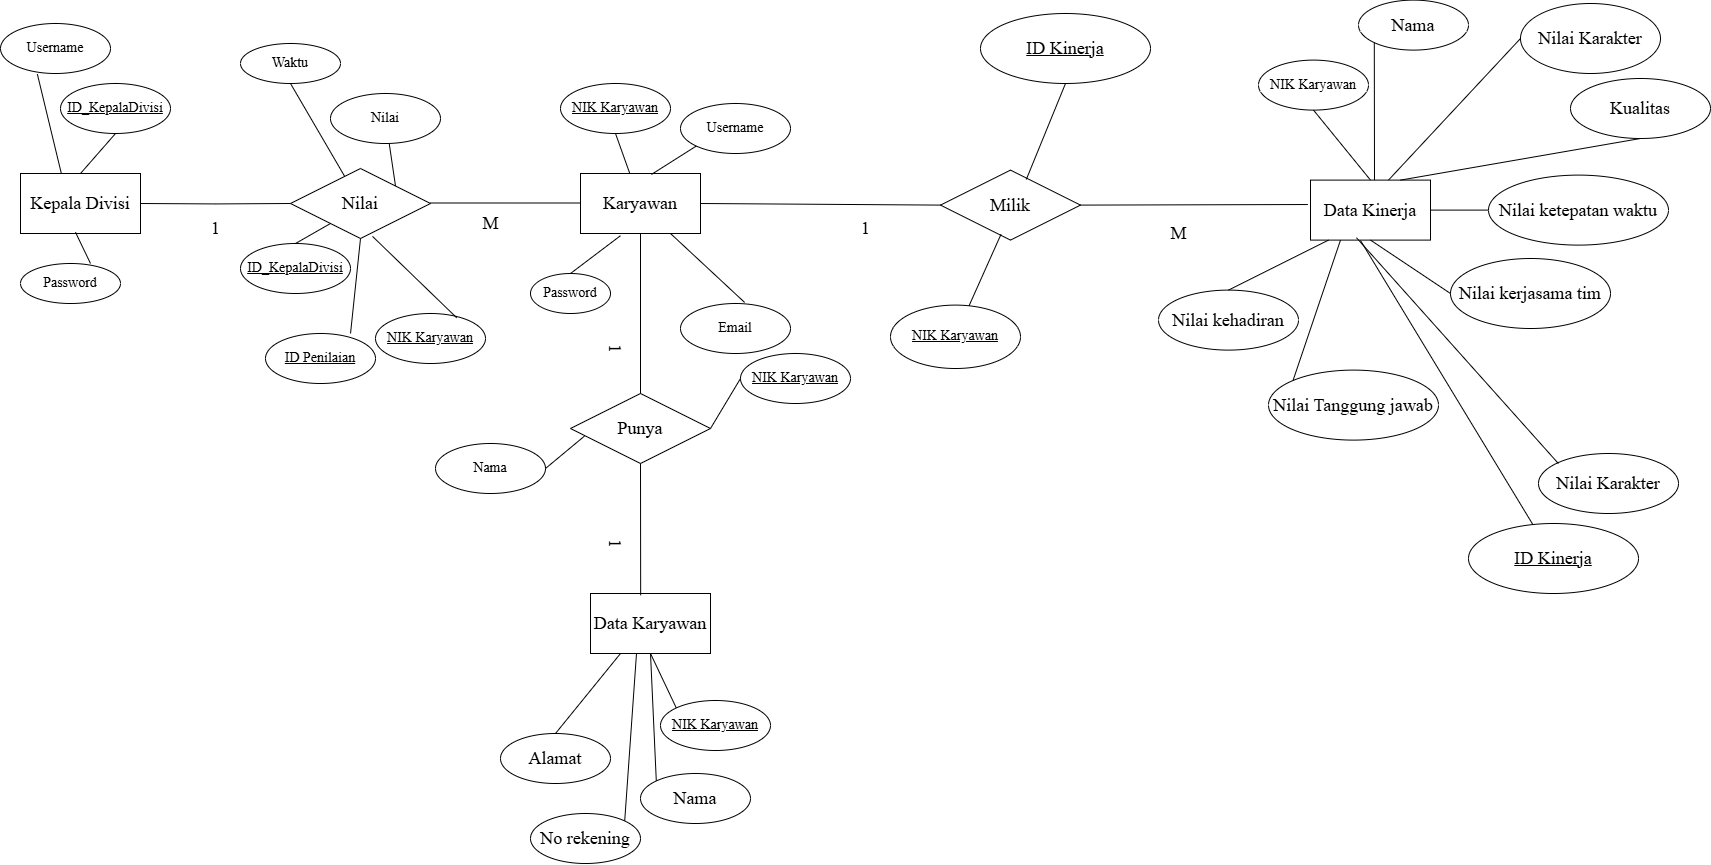 Username
ID_KepalaDivisi
Kepala Divisi
Password
1
Waktu
Nilai
Nilai
ID_KepalaDivisi
ID Penilaian
NIK Karyawan
M
NIK Karyawan
Username
Karyawan
Password
Email
1
NIK Karyawan
Punya
Nama
1
Data Karyawan
Alamat
NIK Karyawan
Nama
No rekening
1
ID Kinerja
Milik
NIK Karyawan
M
Nama
Nilai Karakter
NIK Karyawan
Kualitas
Data Kinerja
Nilai ketepatan waktu
Nilai kerjasama tim
Nilai kehadiran
Nilai Tanggung jawab
Nilai Karakter
ID Kinerja